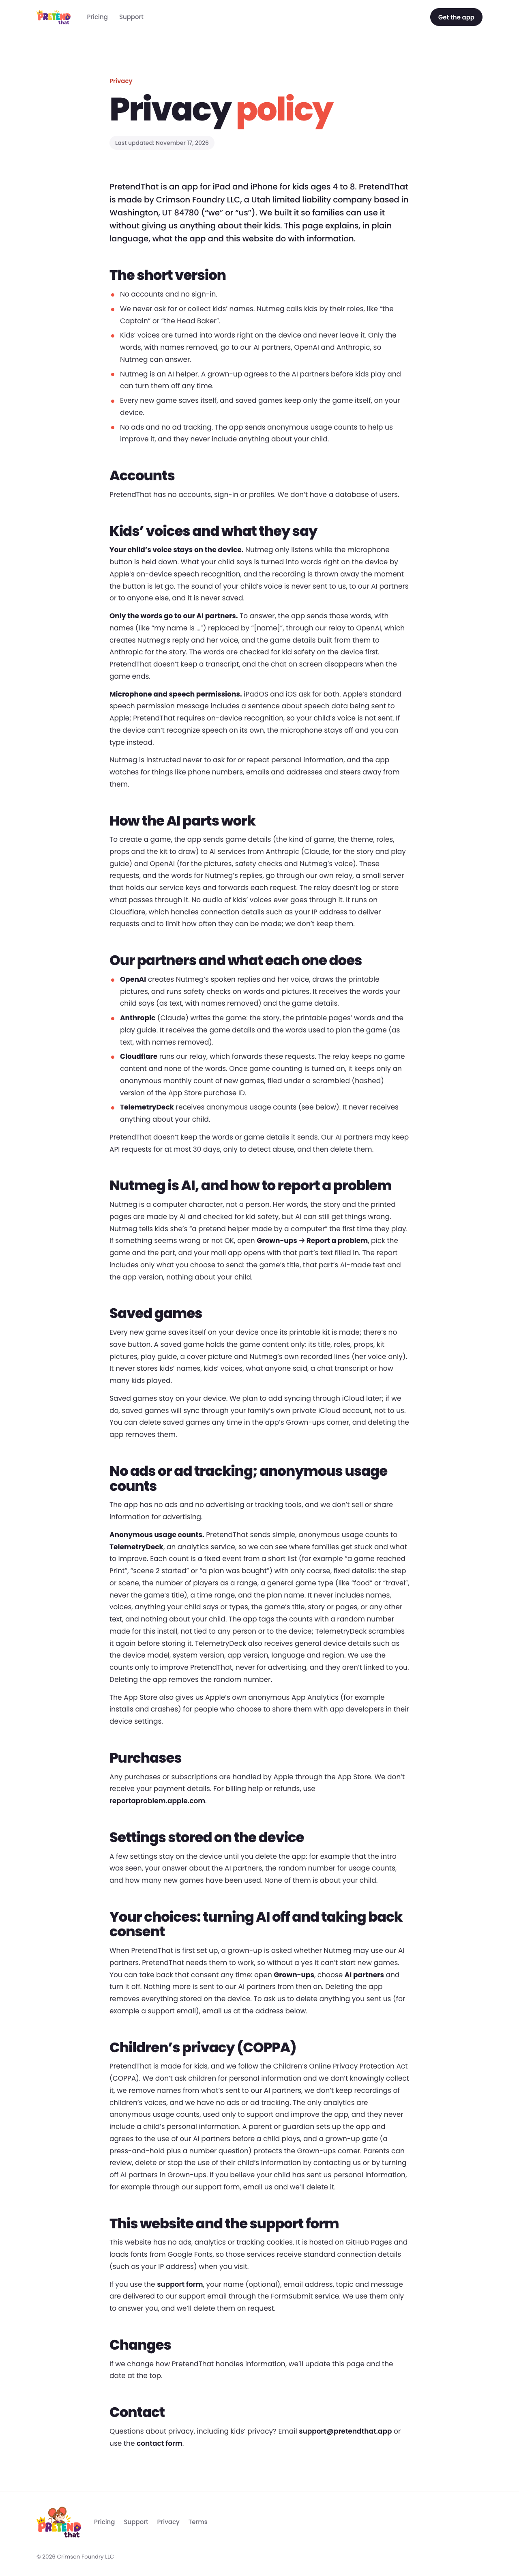 PRETEND that
Pricing
Support
Get the app
Privacy
Privacy policy
Last updated: November 17, 2026
PretendThat is an app for iPad and iPhone for kids ages 4 to 8. PretendThat
is made by Crimson Foundry LLC, a Utah limited liability company based in
Washington, UT 84780 (“we” or “us”). We built it so families can use it
without giving us anything about their kids. This page explains, in plain
language, what the app and this website do with information.
The short version
No accounts and no sign-in.
We never ask for or collect kids’ names. Nutmeg calls kids by their roles, like “the
Captain” or “the Head Baker”.
Kids’ voices are turned into words right on the device and never leave it. Only the
words, with names removed, go to our AI partners, OpenAI and Anthropic, so
Nutmeg can answer.
Nutmeg is an AI helper. A grown-up agrees to the AI partners before kids play and
can turn them off any time.
Every new game saves itself, and saved games keep only the game itself, on your
device.
No ads and no ad tracking. The app sends anonymous usage counts to help us
improve it, and they never include anything about your child.
Accounts
PretendThat has no accounts, sign-in or profiles. We don’t have a database of users.
Kids’ voices and what they say
Your child’s voice stays on the device. Nutmeg only listens while the microphone
button is held down. What your child says is turned into words right on the device by
Apple’s on-device speech recognition, and the recording is thrown away the moment
the button is let go. The sound of your child’s voice is never sent to us, to our AI partners
or to anyone else, and it is never saved.
Only the words go to our AI partners. To answer, the app sends those words, with
names (like “my name is …”) replaced by “[name]”, through our relay to OpenAI, which
creates Nutmeg’s reply and her voice, and the game details built from them to
Anthropic for the story. The words are checked for kid safety on the device first.
PretendThat doesn’t keep a transcript, and the chat on screen disappears when the
game ends.
Microphone and speech permissions. iPadOS and iOS ask for both. Apple’s standard
speech permission message includes a sentence about speech data being sent to
Apple; PretendThat requires on-device recognition, so your child’s voice is not sent. If
the device can’t recognize speech on its own, the microphone stays off and you can
type instead.
Nutmeg is instructed never to ask for or repeat personal information, and the app
watches for things like phone numbers, emails and addresses and steers away from
them.
How the AI parts work
To create a game, the app sends game details (the kind of game, the theme, roles,
props and the kit to draw) to AI services from Anthropic (Claude, for the story and play
guide) and OpenAI (for the pictures, safety checks and Nutmeg’s voice). These
requests, and the words for Nutmeg’s replies, go through our own relay, a small server
that holds our service keys and forwards each request. The relay doesn’t log or store
what passes through it. No audio of kids’ voices ever goes through it. It runs on
Cloudflare, which handles connection details such as your IP address to deliver
requests and to limit how often they can be made; we don’t keep them.
Our partners and what each one does
OpenAI creates Nutmeg’s spoken replies and her voice, draws the printable
pictures, and runs safety checks on words and pictures. It receives the words your
child says (as text, with names removed) and the game details.
Anthropic (Claude) writes the game: the story, the printable pages’ words and the
play guide. It receives the game details and the words used to plan the game (as
text, with names removed).
Cloudflare runs our relay, which forwards these requests. The relay keeps no game
content and none of the words. Once game counting is turned on, it keeps only an
anonymous monthly count of new games, filed under a scrambled (hashed)
version of the App Store purchase ID.
TelemetryDeck receives anonymous usage counts (see below). It never receives
anything about your child.
PretendThat doesn’t keep the words or game details it sends. Our AI partners may keep
API requests for at most 30 days, only to detect abuse, and then delete them.
Nutmeg is AI, and how to report a problem
Nutmeg is a computer character, not a person. Her words, the story and the printed
pages are made by AI and checked for kid safety, but AI can still get things wrong.
Nutmeg tells kids she’s “a pretend helper made by a computer” the first time they play.
If something seems wrong or not OK, open Grown-ups → Report a problem, pick the
game and the part, and your mail app opens with that part’s text filled in. The report
includes only what you choose to send: the game’s title, that part’s AI-made text and
the app version, nothing about your child.
Saved games
Every new game saves itself on your device once its printable kit is made; there’s no
save button. A saved game holds the game content only: its title, roles, props, kit
pictures, play guide, a cover picture and Nutmeg’s own recorded lines (her voice only).
It never stores kids’ names, kids’ voices, what anyone said, a chat transcript or how
many kids played.
Saved games stay on your device. We plan to add syncing through iCloud later; if we
do, saved games will sync through your family’s own private iCloud account, not to us.
You can delete saved games any time in the app’s Grown-ups corner, and deleting the
app removes them.
No ads or ad tracking; anonymous usage
counts
The app has no ads and no advertising or tracking tools, and we don’t sell or share
information for advertising.
Anonymous usage counts. PretendThat sends simple, anonymous usage counts to
TelemetryDeck, an analytics service, so we can see where families get stuck and what
to improve. Each count is a fixed event from a short list (for example “a game reached
Print”, “scene 2 started” or “a plan was bought”) with only coarse, fixed details: the step
or scene, the number of players as a range, a general game type (like “food” or “travel”,
never the game’s title), a time range, and the plan name. It never includes names,
voices, anything your child says or types, the game’s title, story or pages, or any other
text, and nothing about your child. The app tags the counts with a random number
made for this install, not tied to any person or to the device; TelemetryDeck scrambles
it again before storing it. TelemetryDeck also receives general device details such as
the device model, system version, app version, language and region. We use the
counts only to improve PretendThat, never for advertising, and they aren’t linked to you.
Deleting the app removes the random number.
The App Store also gives us Apple’s own anonymous App Analytics (for example
installs and crashes) for people who choose to share them with app developers in their
device settings.
Purchases
Any purchases or subscriptions are handled by Apple through the App Store. We don’t
receive your payment details. For billing help or refunds, use
reportaproblem.apple.com.
Settings stored on the device
A few settings stay on the device until you delete the app: for example that the intro
was seen, your answer about the AI partners, the random number for usage counts,
and how many new games have been used. None of them is about your child.
Your choices: turning AI off and taking back
consent
When PretendThat is first set up, a grown-up is asked whether Nutmeg may use our AI
partners. PretendThat needs them to work, so without a yes it can’t start new games.
You can take back that consent any time: open Grown-ups, choose AI partners and
turn it off. Nothing more is sent to our AI partners from then on. Deleting the app
removes everything stored on the device. To ask us to delete anything you sent us (for
example a support email), email us at the address below.
Children’s privacy (COPPA)
PretendThat is made for kids, and we follow the Children’s Online Privacy Protection Act
(COPPA). We don’t ask children for personal information and we don’t knowingly collect
it, we remove names from what’s sent to our AI partners, we don’t keep recordings of
children’s voices, and we have no ads or ad tracking. The only analytics are
anonymous usage counts, used only to support and improve the app, and they never
include a child’s personal information. A parent or guardian sets up the app and
agrees to the use of our AI partners before a child plays, and a grown-up gate (a
press-and-hold plus a number question) protects the Grown-ups corner. Parents can
review, delete or stop the use of their child’s information by contacting us or by turning
off AI partners in Grown-ups. If you believe your child has sent us personal information,
for example through our support form, email us and we’ll delete it.
This website and the support form
This website has no ads, analytics or tracking cookies. It is hosted on GitHub Pages and
loads fonts from Google Fonts, so those services receive standard connection details
(such as your IP address) when you visit.
If you use the support form, your name (optional), email address, topic and message
are delivered to our support email through the FormSubmit service. We use them only
to answer you, and we’ll delete them on request.
Changes
If we change how PretendThat handles information, we’ll update this page and the
date at the top.
Contact
Questions about privacy, including kids’ privacy? Email support@pretendthat.app or
use the contact form.
PRETEND that
Pricing
Support
Privacy
Terms
© 2026 Crimson Foundry LLC